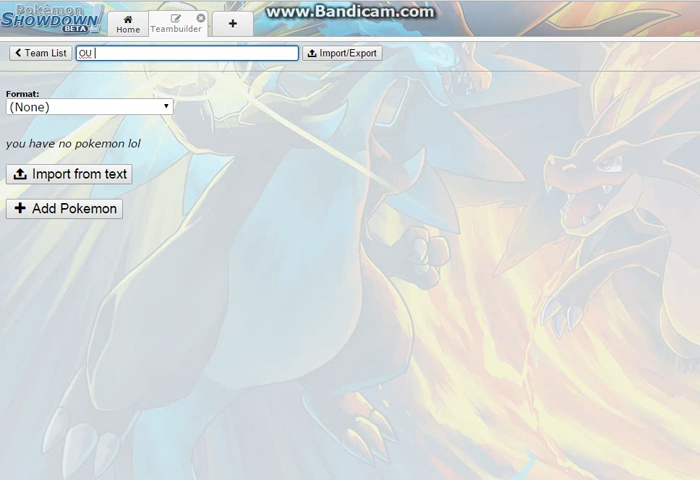 www.Bandicam.com
Pokémon
SHOWDOWN
BETA
Home
Teambuilder
Team List
OU
Import/Export
Format:
(None)
you have no pokemon lol
Import from text
Add Pokemon